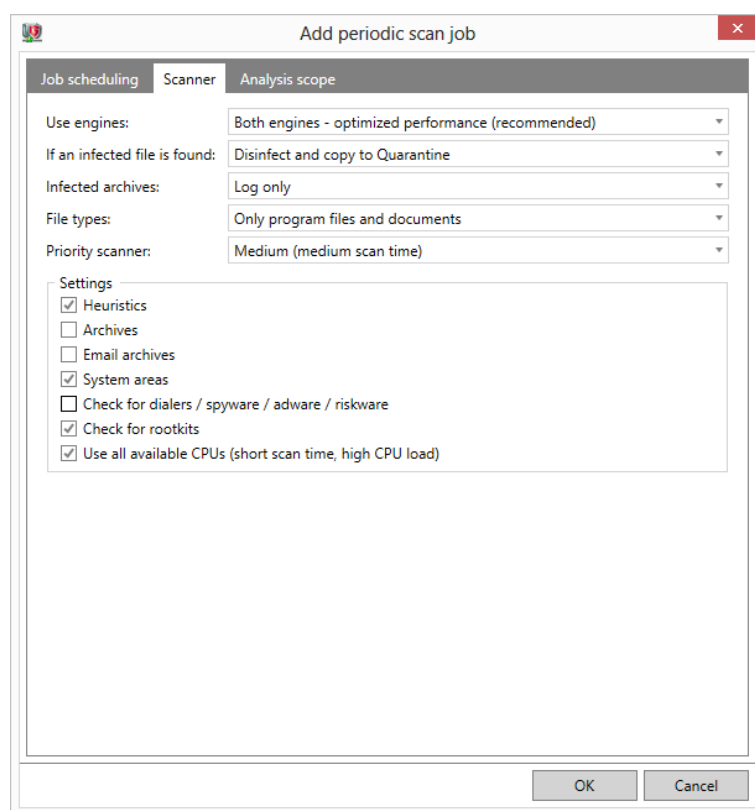 Add periodic scan job
Job scheduling Scanner Analysis scope
Use engines: Both engines - optimized performance (recommended)
If an infected file is found: Disinfect and copy to Quarantine
Infected archives: Log only
File types: Only program files and documents
Priority scanner: Medium (medium scan time)
Settings
Heuristics
Archives
Email archives
System areas
Check for dialers / spyware / adware / riskware
Check for rootkits
Use all available CPUs (short scan time, high CPU load)
OK Cancel